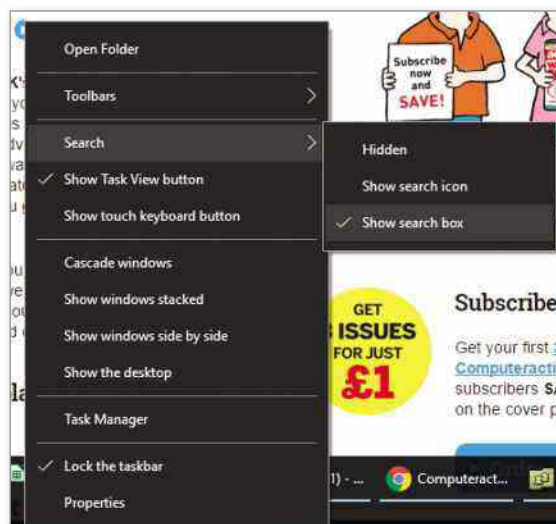 Open Folder
Toolbars
Search
Show Task View button
Show touch keyboard button
Cascade windows
Show windows stacked
Show windows side by side
Show the desktop
Task Manager
Lock the taskbar
Properties
Hidden
Show search icon
Show search box
Subscribe
now
and
SAVE!
GET
ISSUES
FOR JUST
£1
Subscribe
Get your first
Computeracti
subscribers
on the cover p
1) - ...
Computeract...